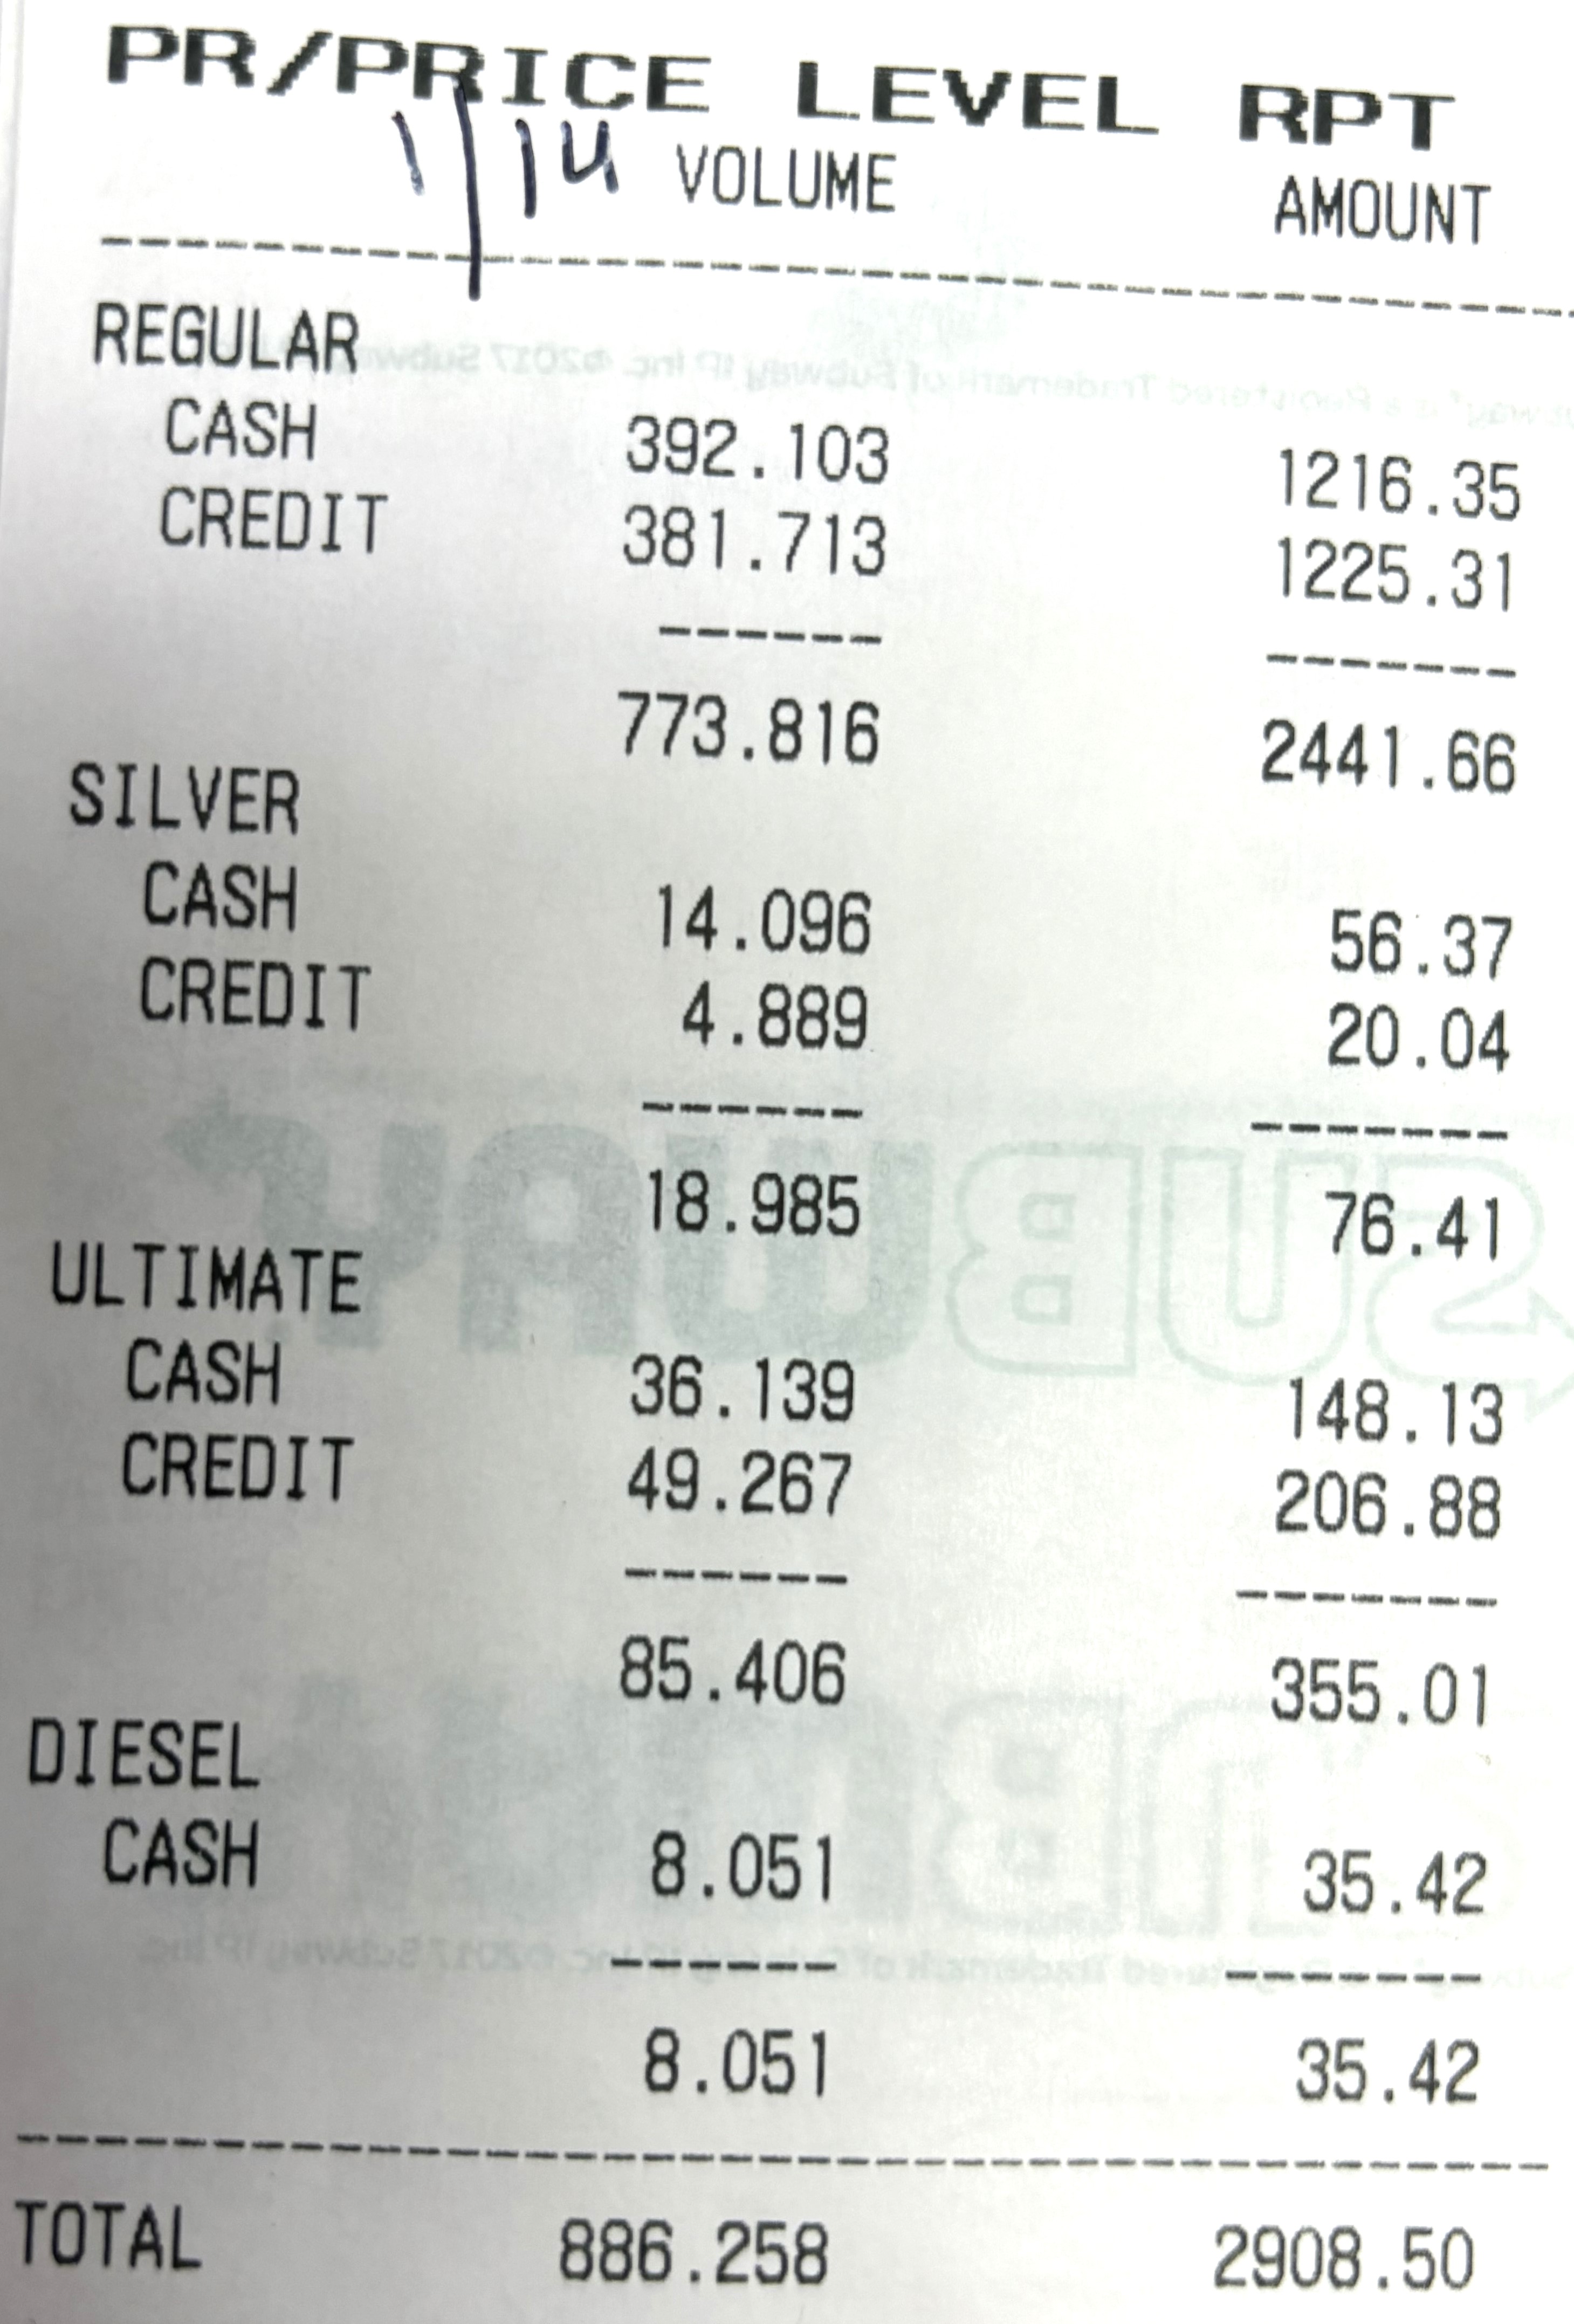 PR/PRICE LEVEL RPT
1/14 VOLUME AMOUNT
REGULAR
CASH 392.103 1216.35
CREDIT 381.713 1225.31
773.816 2441.66
SILVER
CASH 14.096 56.37
CREDIT 4.889 20.04
18.985 76.41
SUBWAY
ULTIMATE
CASH 36.139 148.13
CREDIT 49.267 206.88
85.406 355.01
DIESEL
CASH 8.051 35.42
8.051 35.42
TOTAL 886.258 2908.50